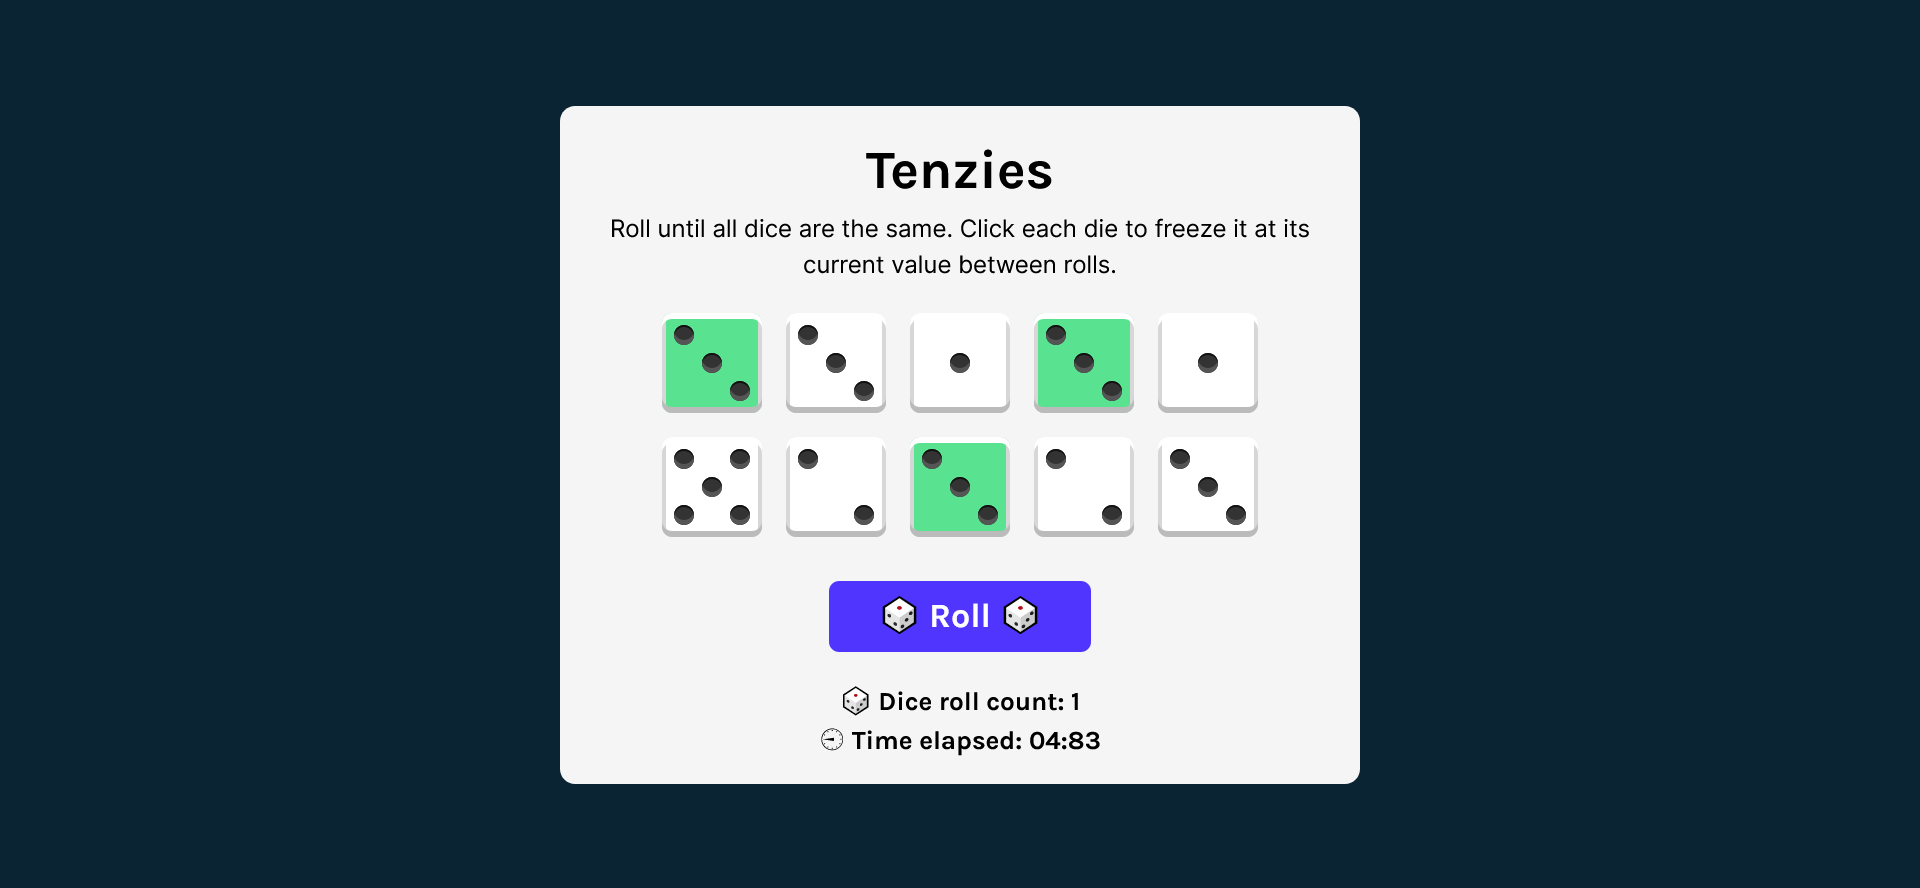 Tenzies
Roll until all dice are the same. Click each die to freeze it at its
current value between rolls.
Roll
Dice roll count: 1
Time elapsed: 04:83